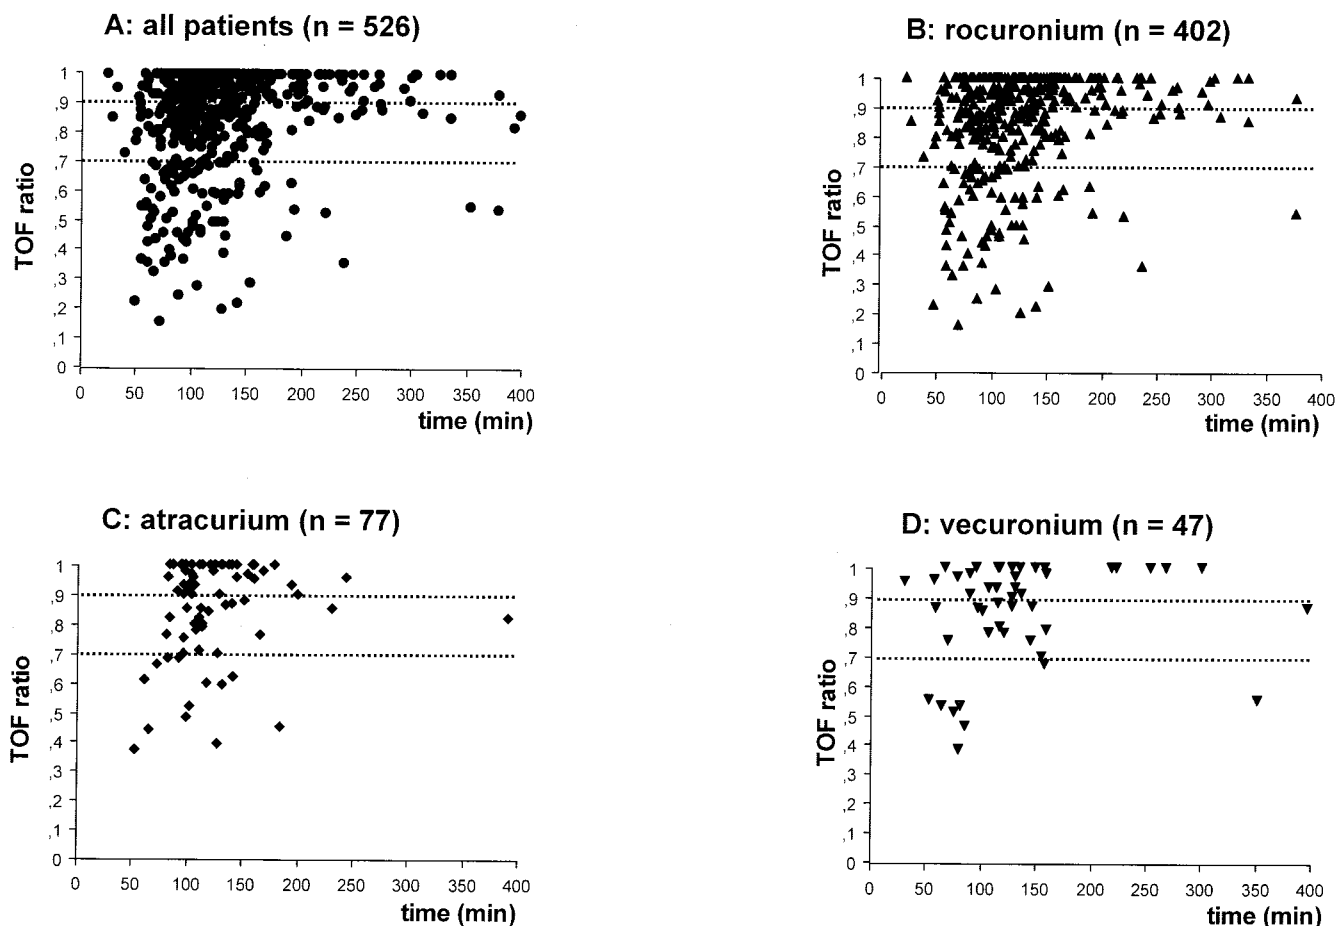 A: all patients (n = 526)
1
,9
,8
,7
,6
,5
,4
,3
,2
,1
0
TOF ratio
0 50 100 150 200 250 300 350 400
time (min)
B: rocuronium (n = 402)
1
,9
,8
,7
,6
,5
,4
,3
,2
,1
0
TOF ratio
0 50 100 150 200 250 300 350 400
time (min)
C: atracurium (n = 77)
1
,9
,8
,7
,6
,5
,4
,3
,2
,1
0
TOF ratio
0 50 100 150 200 250 300 350 400
time (min)
D: vecuronium (n = 47)
1
,9
,8
,7
,6
,5
,4
,3
,2
,1
0
TOF ratio
0 50 100 150 200 250 300 350 400
time (min)